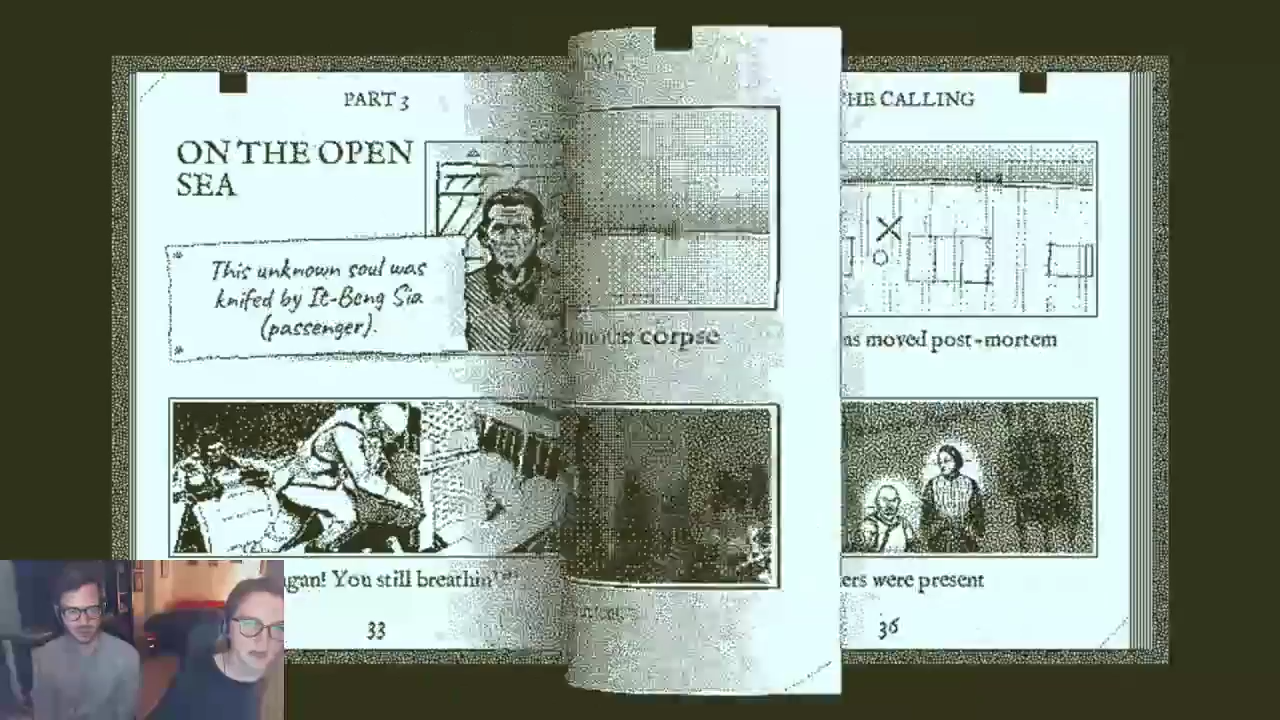 PART 3
ON THE OPEN
SEA
This unknown soul was
knifed by It-Beng Sia
(passenger).
You still breathin'
33
corpse
HE CALLING
as moved post-mortem
ers were present
36